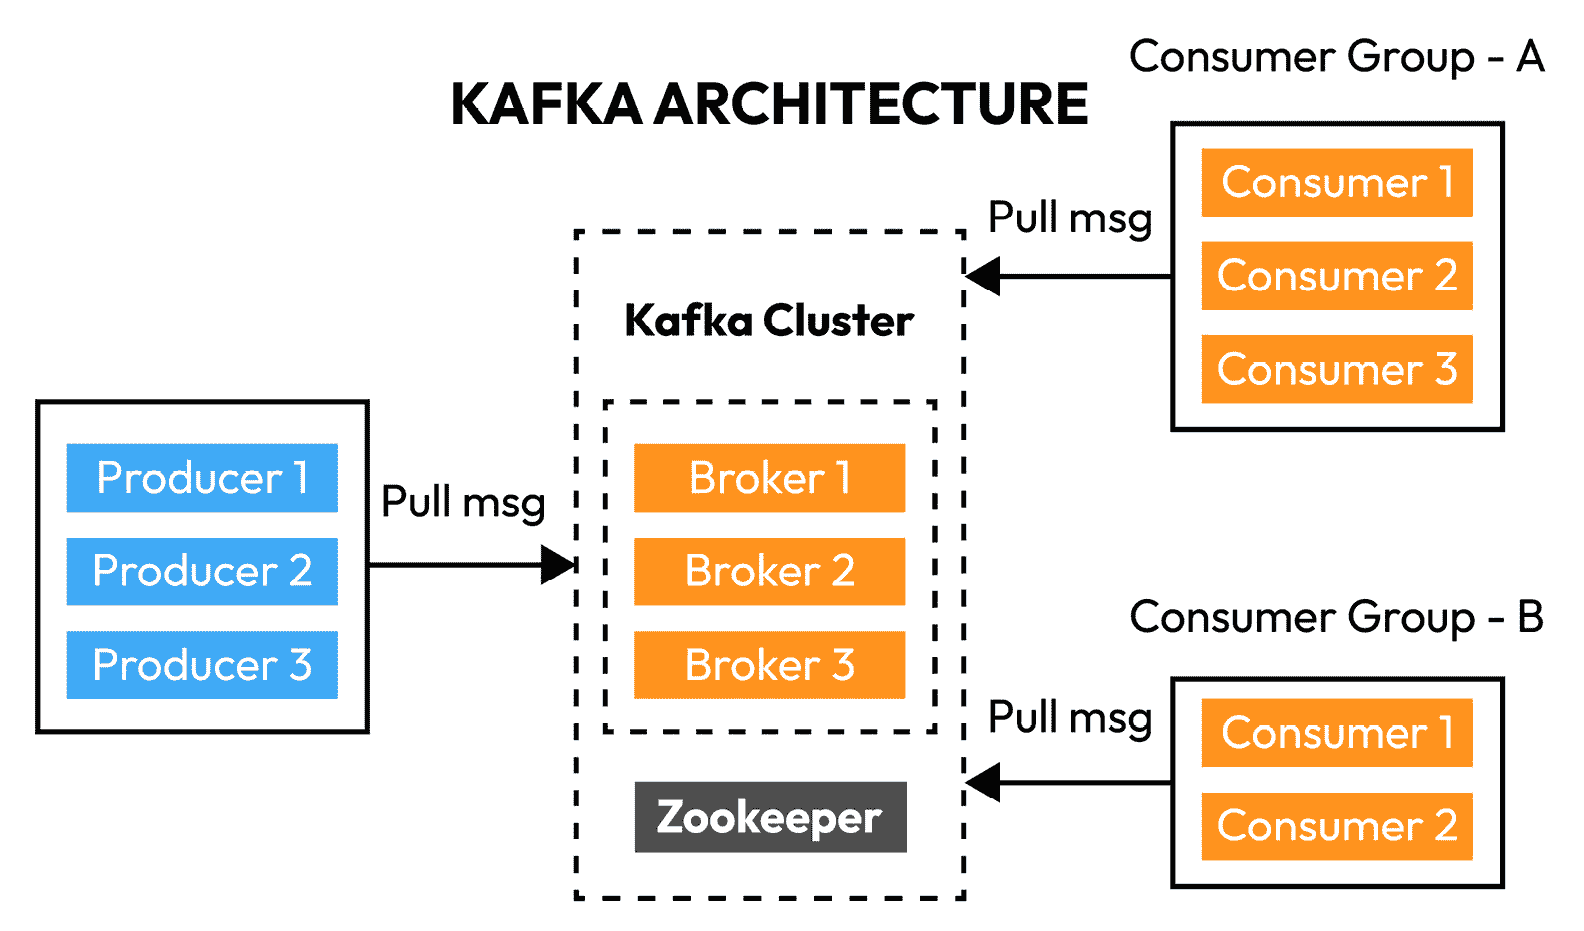 KAFKA ARCHITECTURE
Producer 1
Producer 2
Producer 3
Pull msg
Kafka Cluster
Broker 1
Broker 2
Broker 3
Zookeeper
Consumer Group - A
Pull msg
Consumer 1
Consumer 2
Consumer 3
Consumer Group - B
Pull msg
Consumer 1
Consumer 2